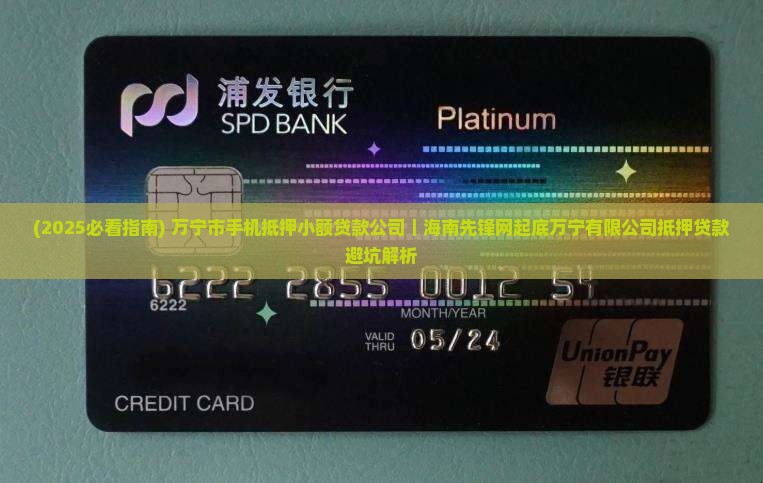 浦发银行
SPD BANK
Platinum
(2025必看指南) 万宁市手机抵押小额贷款公司｜海南先锋网起底万宁有限公司抵押贷款
避坑解析
6222 2855 0012 54
6222
MONTH/YEAR
VALID
THRU
05/24
UnionPay
银联
CREDIT CARD